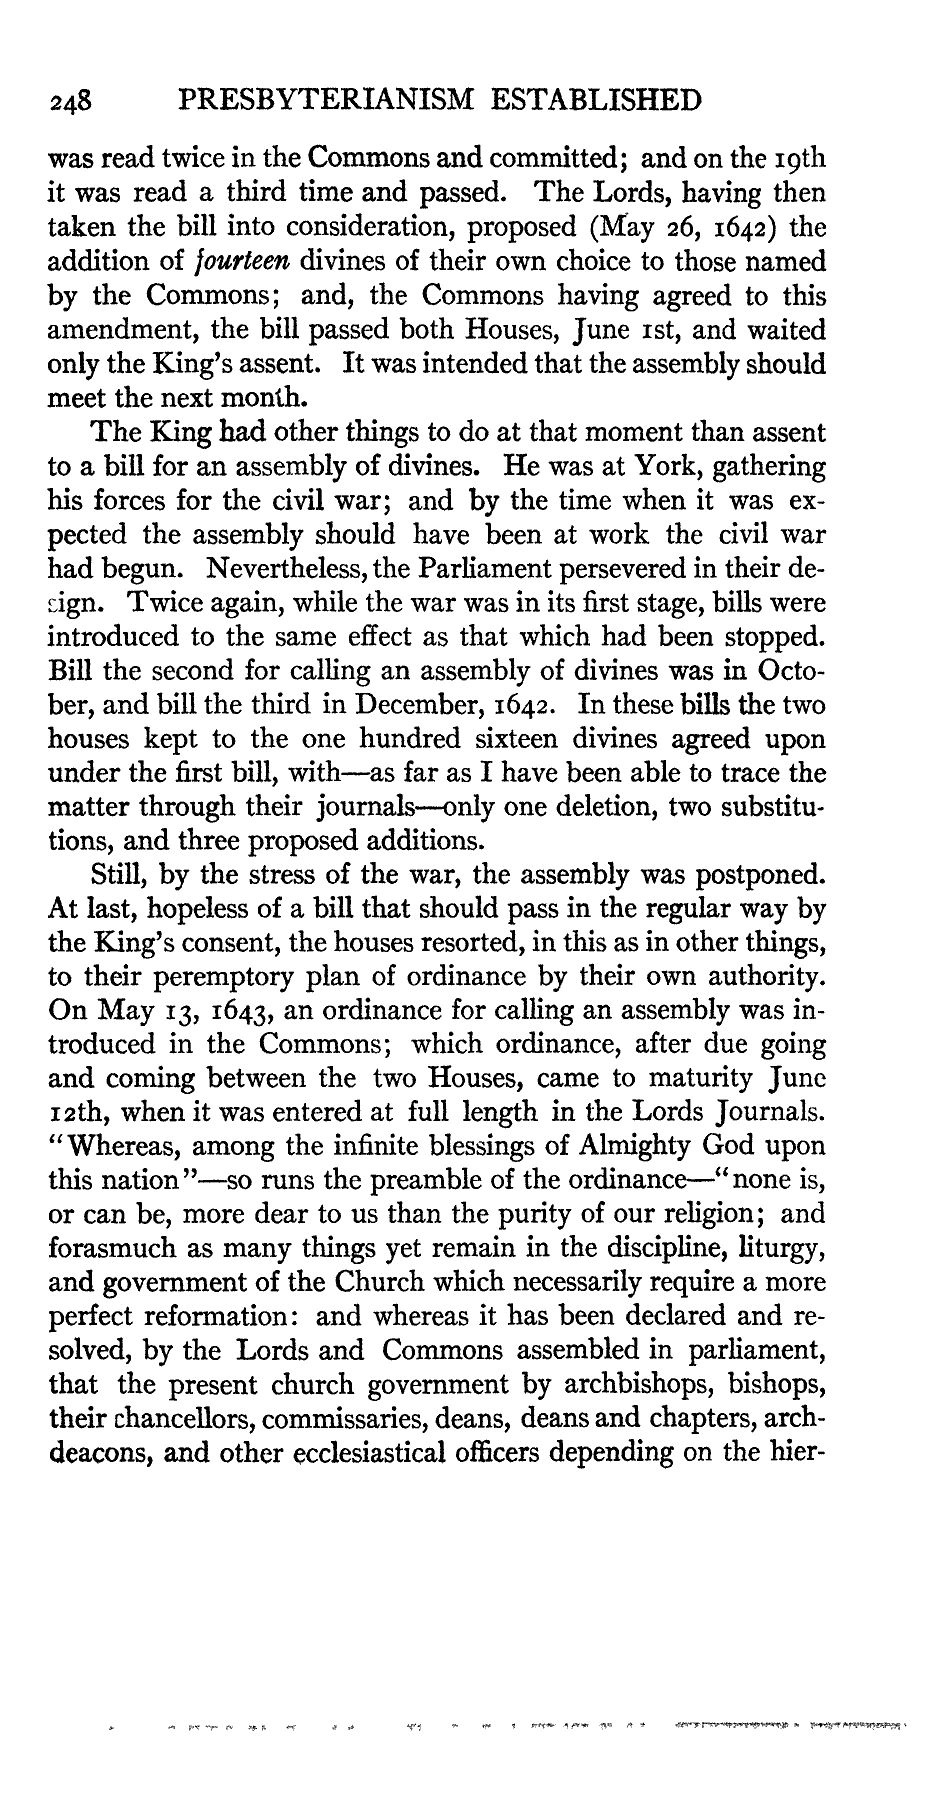 248 PRESBYTERIANISM ESTABLISHED
was read twice in the Commons and committed; and on the 19th
it was read a third time and passed. The Lords, having then
taken the bill into consideration, proposed (May 26, 1642) the
addition of fourteen divines of their own choice to those named
by the Commons; and, the Commons having agreed to this
amendment, the bill passed both Houses, June 1st, and waited
only the King's assent. It was intended that the assembly should
meet the next month.
The King had other things to do at that moment than assent
to a bill for an assembly of divines. He was at York, gathering
his forces for the civil war; and by the time when it was ex-
pected the assembly should have been at work the civil war
had begun. Nevertheless, the Parliament persevered in their de-
sign. Twice again, while the war was in its first stage, bills were
introduced to the same effect as that which had been stopped.
Bill the second for calling an assembly of divines was in Octo-
ber, and bill the third in December, 1642. In these bills the two
houses kept to the one hundred sixteen divines agreed upon
under the first bill, with—as far as I have been able to trace the
matter through their journals—only one deletion, two substitu-
tions, and three proposed additions.
Still, by the stress of the war, the assembly was postponed.
At last, hopeless of a bill that should pass in the regular way by
the King's consent, the houses resorted, in this as in other things,
to their peremptory plan of ordinance by their own authority.
On May 13, 1643, an ordinance for calling an assembly was in-
troduced in the Commons; which ordinance, after due going
and coming between the two Houses, came to maturity June
12th, when it was entered at full length in the Lords Journals.
"Whereas, among the infinite blessings of Almighty God upon
this nation"—so runs the preamble of the ordinance—"none is,
or can be, more dear to us than the purity of our religion; and
forasmuch as many things yet remain in the discipline, liturgy,
and government of the Church which necessarily require a more
perfect reformation: and whereas it has been declared and re-
solved, by the Lords and Commons assembled in parliament,
that the present church government by archbishops, bishops,
their chancellors, commissaries, deans, deans and chapters, arch-
deacons, and other ecclesiastical officers depending on the hier-